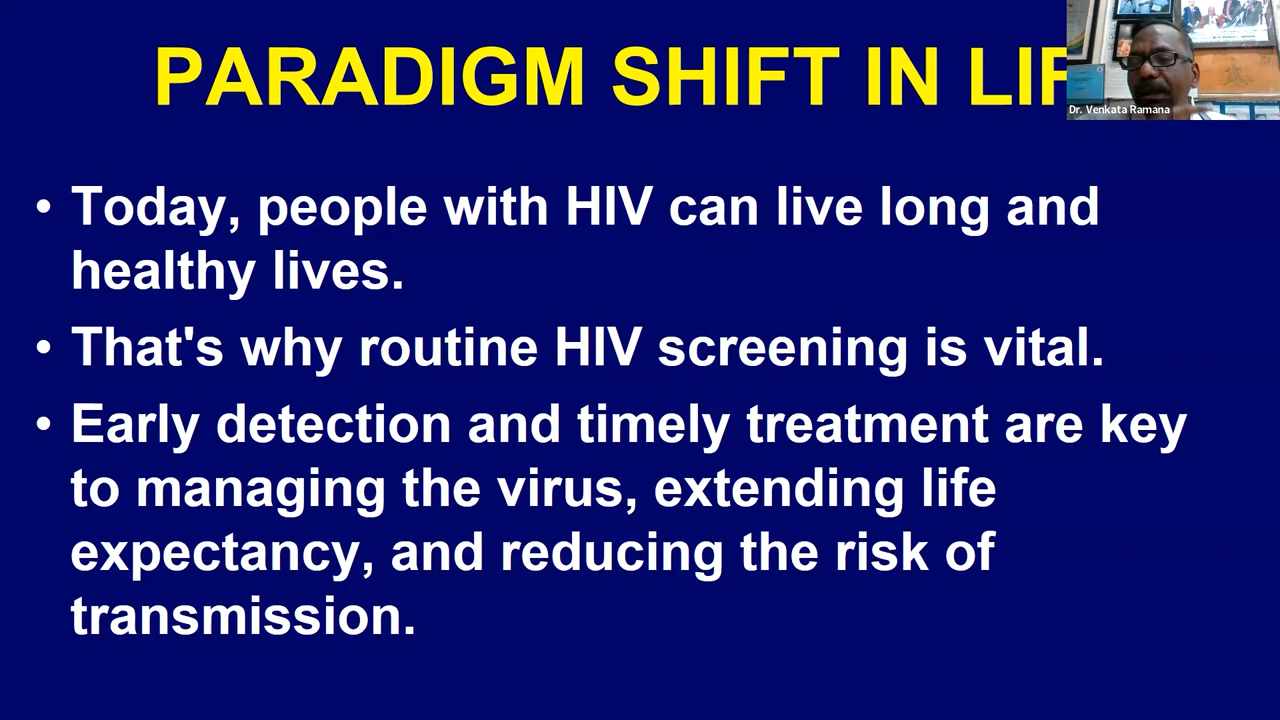 PARADIGM SHIFT IN
Dr. Venkata Ramana
• Today, people with HIV can live long and
healthy lives.
• That's why routine HIV screening is vital.
• Early detection and timely treatment are key
to managing the virus, extending life
expectancy, and reducing the risk of
transmission.